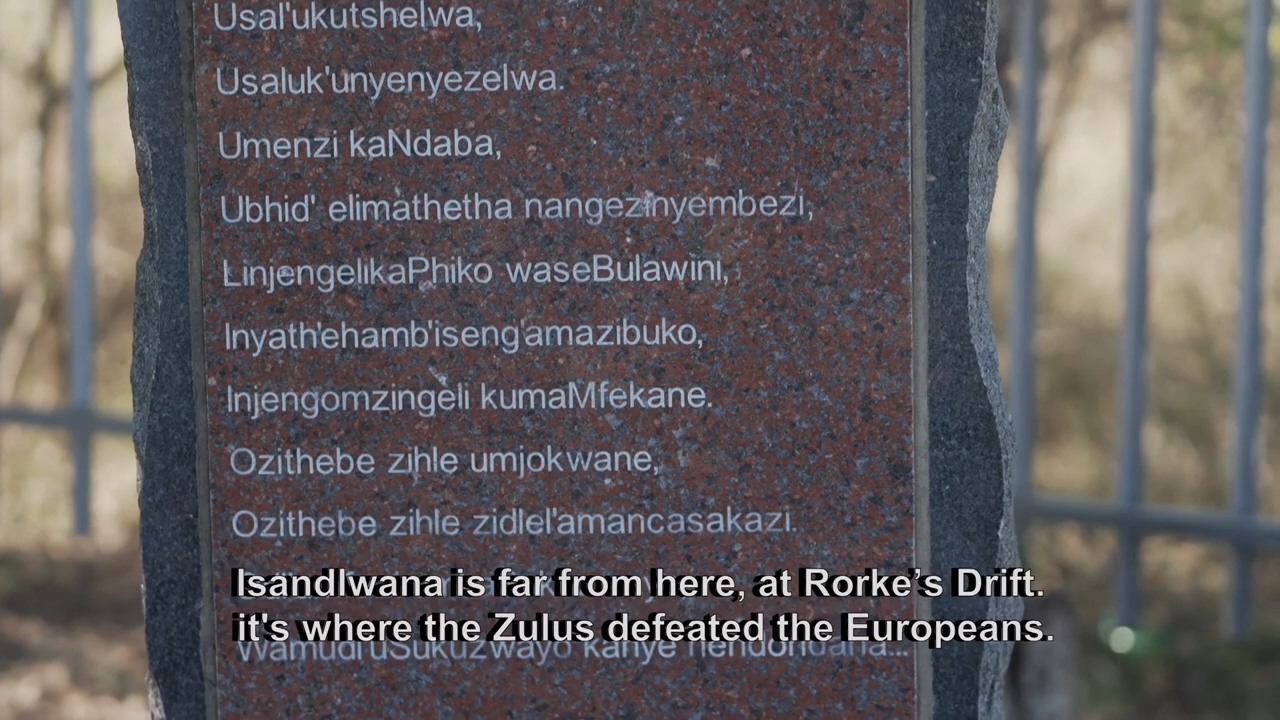 Usal'ukutshelwa,
Usaluk'unyenyezelwa.
Umenzi kaNdaba,
Ubhid' elimathetha nangezinyembezi,
LinjengelikaPhiko waseBulawini,
Inyath'ehamb'iseng'amazibuko,
Injengomzingeli kumaMfekane.
Ozithebe zihle umjokwane,
Ozithebe zihle zidlel'amancasakazi.
Isandlwana is far from here, at Rorke’s Drift.
it's where the Zulus defeated the Europeans.
kanye